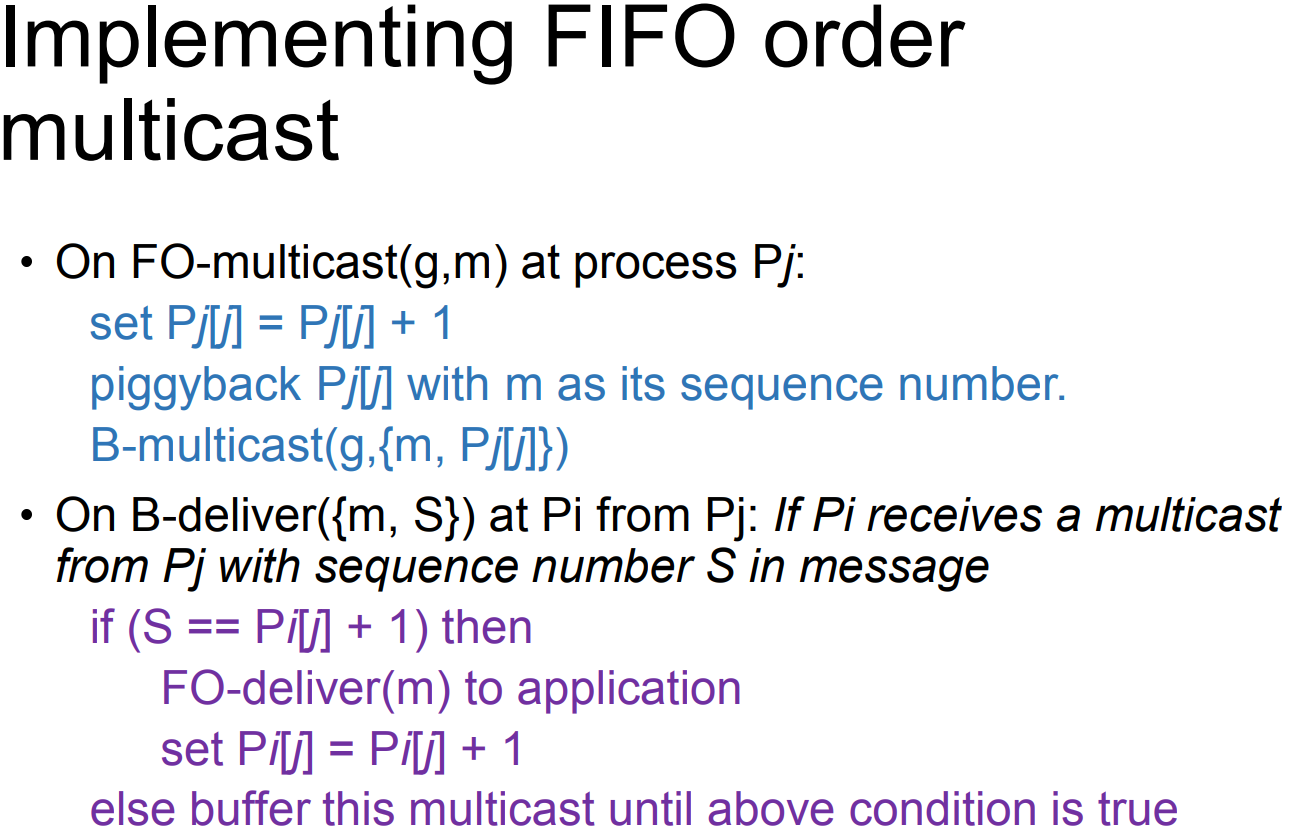 Implementing FIFO order
multicast
• On FO-multicast(g,m) at process Pj:
set Pj[j] = Pj[j] + 1
piggyback Pj[j] with m as its sequence number.
B-multicast(g,{m, Pj[j]})
• On B-deliver({m, S}) at Pi from Pj: If Pi receives a multicast
from Pj with sequence number S in message
if (S == Pi[j] + 1) then
FO-deliver(m) to application
set Pi[j] = Pi[j] + 1
else buffer this multicast until above condition is true